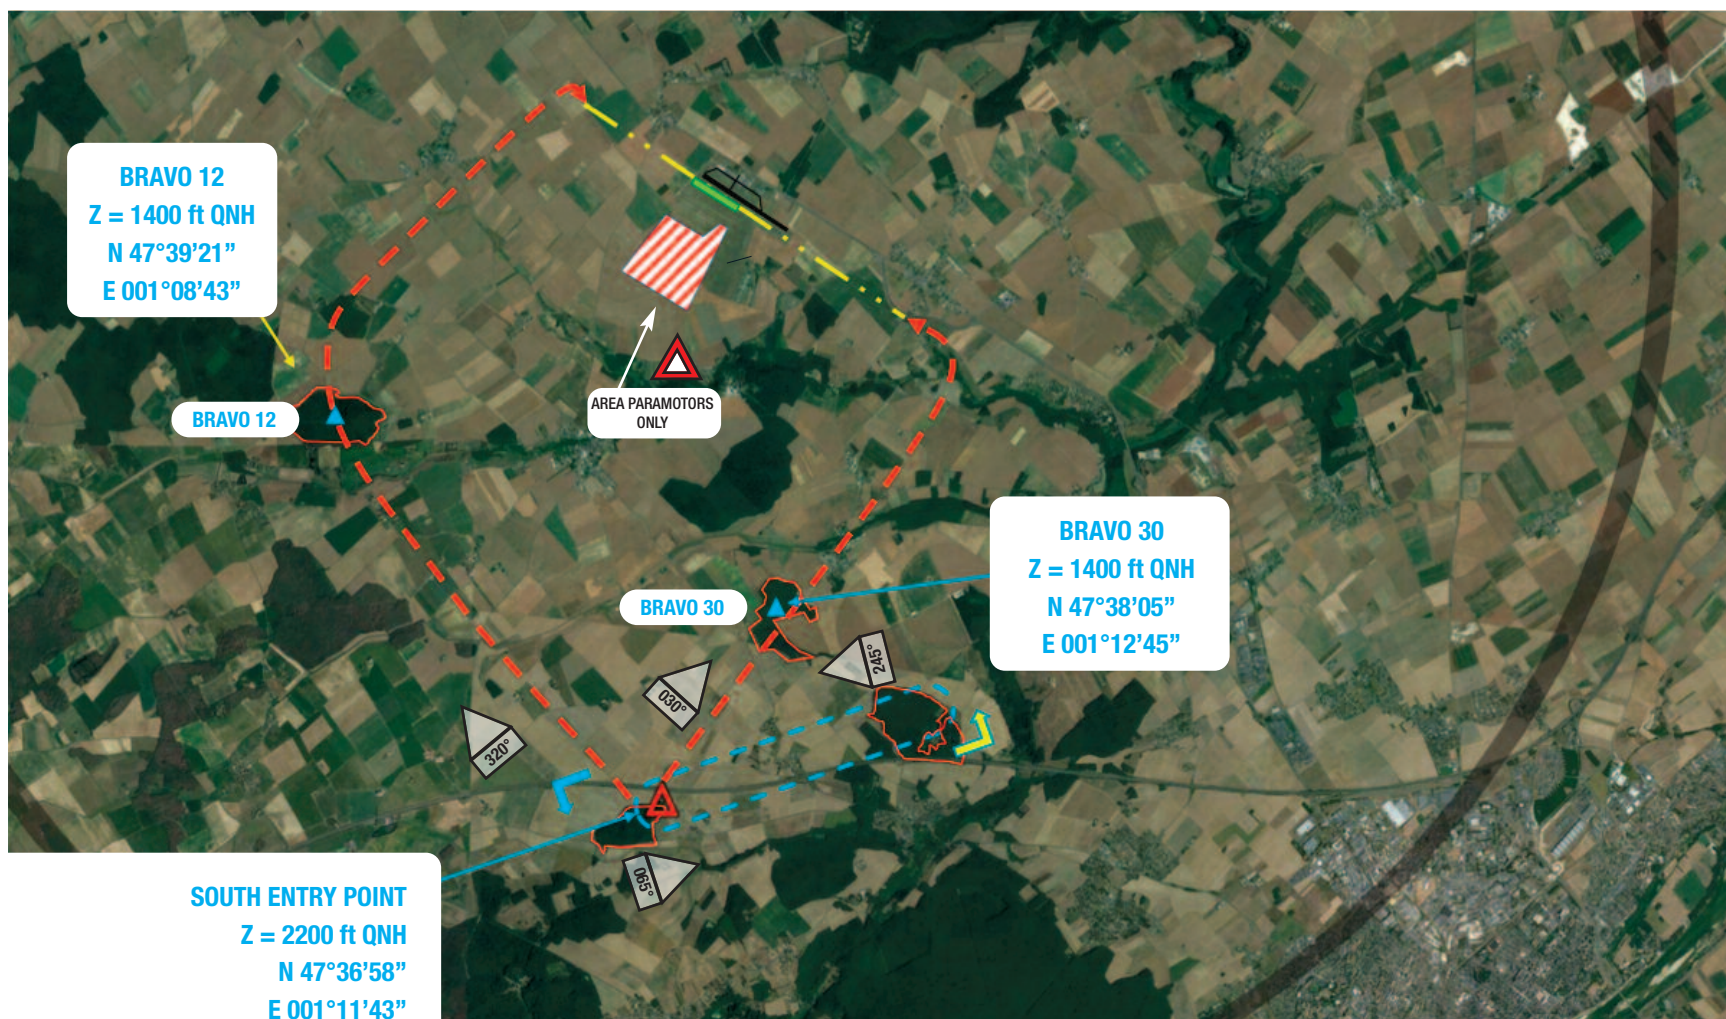 BRAVO 12
Z = 1400 ft QNH
N 47°39’21”
E 001°08’43”
BRAVO 12
AREA PARAMOTORS
ONLY
BRAVO 30
Z = 1400 ft QNH
N 47°38’05”
E 001°12’45”
BRAVO 30
245°
030°
320°
065°
SOUTH ENTRY POINT
Z = 2200 ft QNH
N 47°36’58”
E 001°11’43”